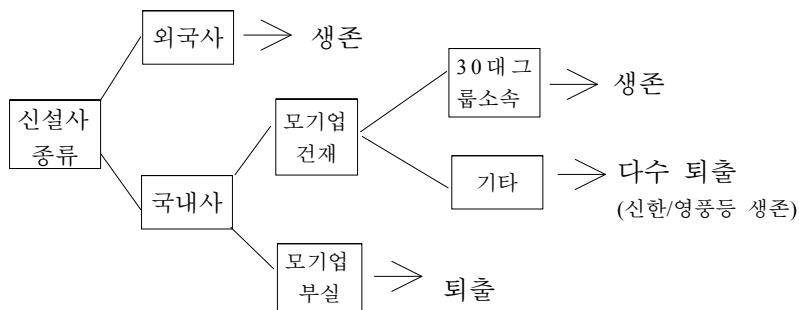 외국사
생존
30대그
룹소속
생존
신설사
종류
모기업
건재
기타
다수 퇴출
(신한/영풍등 생존)
국내사
모기업
부실
퇴출